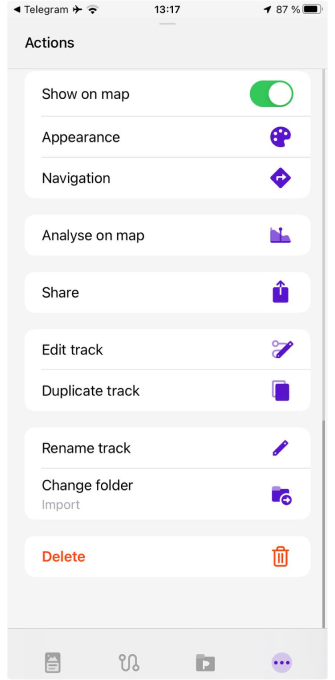 Telegram
13:17
87 %
Actions
Show on map
Appearance
Navigation
Analyse on map
Share
Edit track
Duplicate track
Rename track
Change folder
Import
Delete